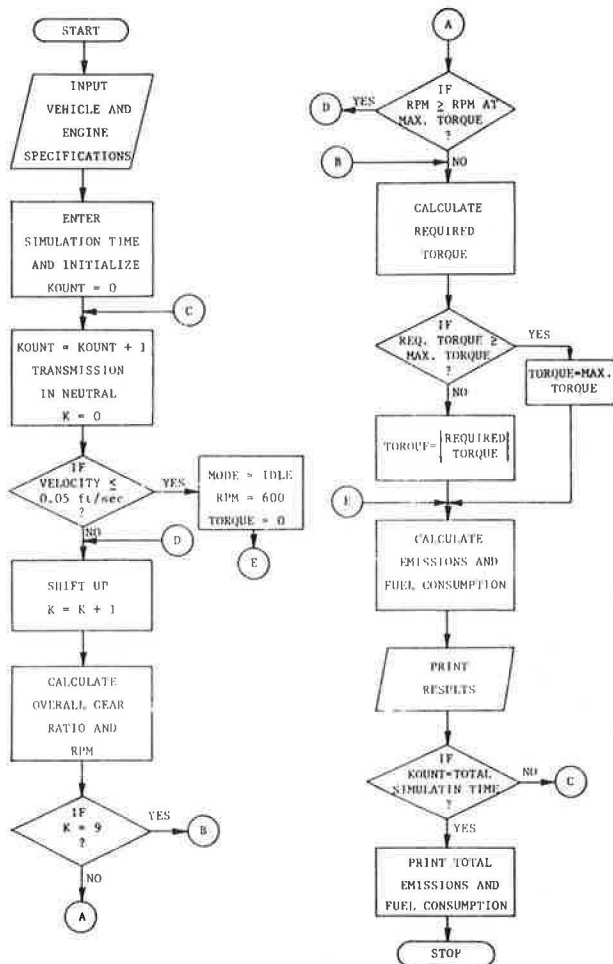 START
INPUT
VEHICLE AND
ENGINE
SPECIFICATIONS
ENTER
SIMULATION TIME
AND INITIALIZE
KOUNT = 0
C
KOUNT = KOUNT + 1
TRANSMISSION
IN NEUTRAL
K = 0
IF
VELOCITY ≤
0.05 ft/sec
?
YES
MODE = IDLE
RPM = 600
TORQUE = 0
E
NO
D
SHIFT UP
K = K + 1
CALCULATE
OVERALL GEAR
RATIO AND
RPM
IF
K = 9
?
YES
B
NO
A
A
IF
RPM ≥ RPM AT
MAX. TORQUE
?
YES
D
B
NO
CALCULATE
REQUIRED
TORQUE
IF
REQ. TORQUE ≥
MAX. TORQUE
?
YES
TORQUE=MAX.
TORQUE
NO
TORQUE= |REQUIRED
TORQUE|
E
CALCULATE
EMISSIONS AND
FUEL CONSUMPTION
PRINT
RESULTS
IF
KOUNT=TOTAL
SIMULATIN TIME
?
NO
C
YES
PRINT TOTAL
EMISSIONS AND
FUEL CONSUMPTION
STOP